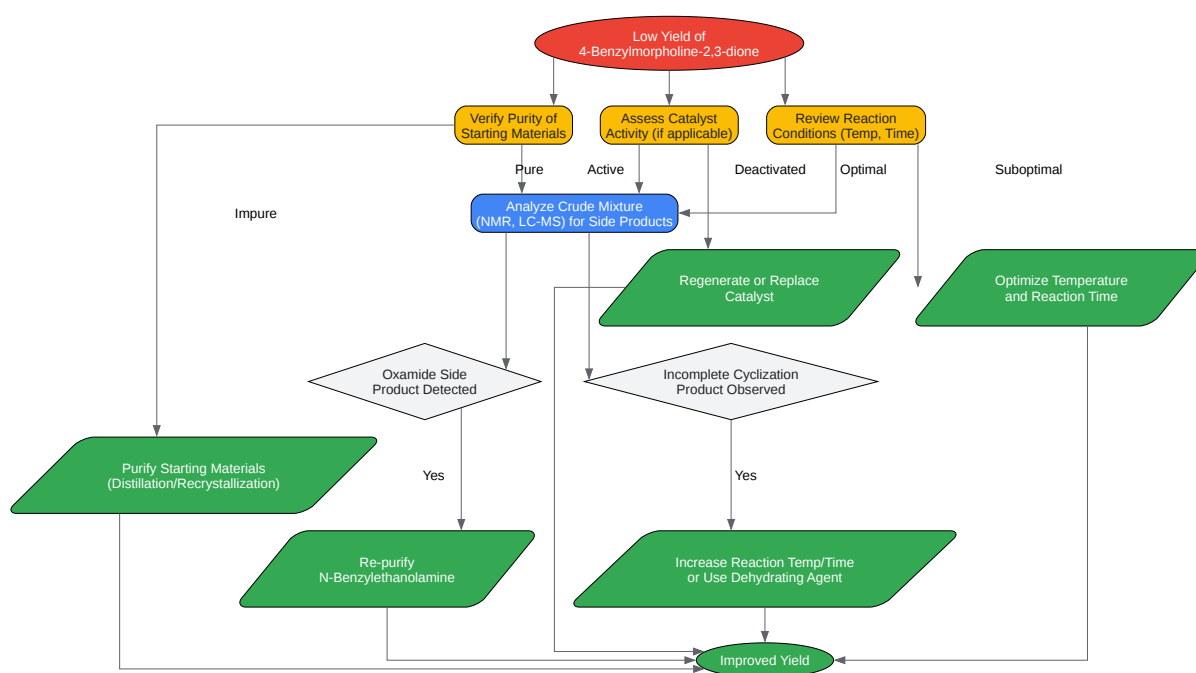 Low Yield of
4-Benzylmorpholine-2,3-dione
Verify Purity of
Starting Materials
Assess Catalyst
Activity (if applicable)
Review Reaction
Conditions (Temp, Time)
Pure
Active
Deactivated
Optimal
Suboptimal
Impure
Analyze Crude Mixture
(NMR, LC-MS) for Side Products
Regenerate or Replace
Catalyst
Optimize Temperature
and Reaction Time
Oxamide Side
Product Detected
Incomplete Cyclization
Product Observed
Purify Starting Materials
(Distillation/Recrystallization)
Yes
Yes
Re-purify
N-Benzylethanolamine
Increase Reaction Temp/Time
or Use Dehydrating Agent
Improved Yield